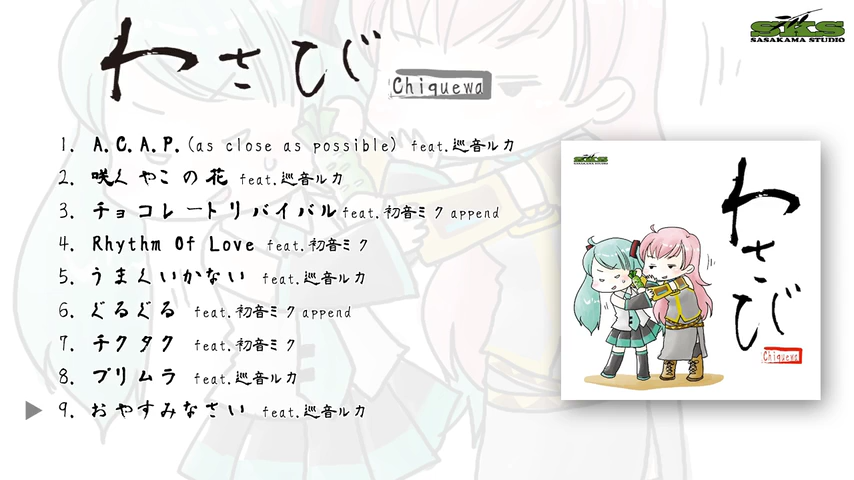 わさび
Chiquewa
SKS
SASAKAMA STUDIO
1. A.C.A.P.(as close as possible) feat.巡音ルカ
2. 咲くやこの花 feat.巡音ルカ
3. チョコレートリバイバル feat.初音ミク append
4. Rhythm Of Love feat.初音ミク
5. うまくいかない feat.巡音ルカ
6. ぐるぐる feat.初音ミク append
7. チクタク feat.初音ミク
8. プリムラ feat.巡音ルカ
9. おやすみなさい feat.巡音ルカ
SKS
SASAKAMA STUDIO
わさび
Chiquewa